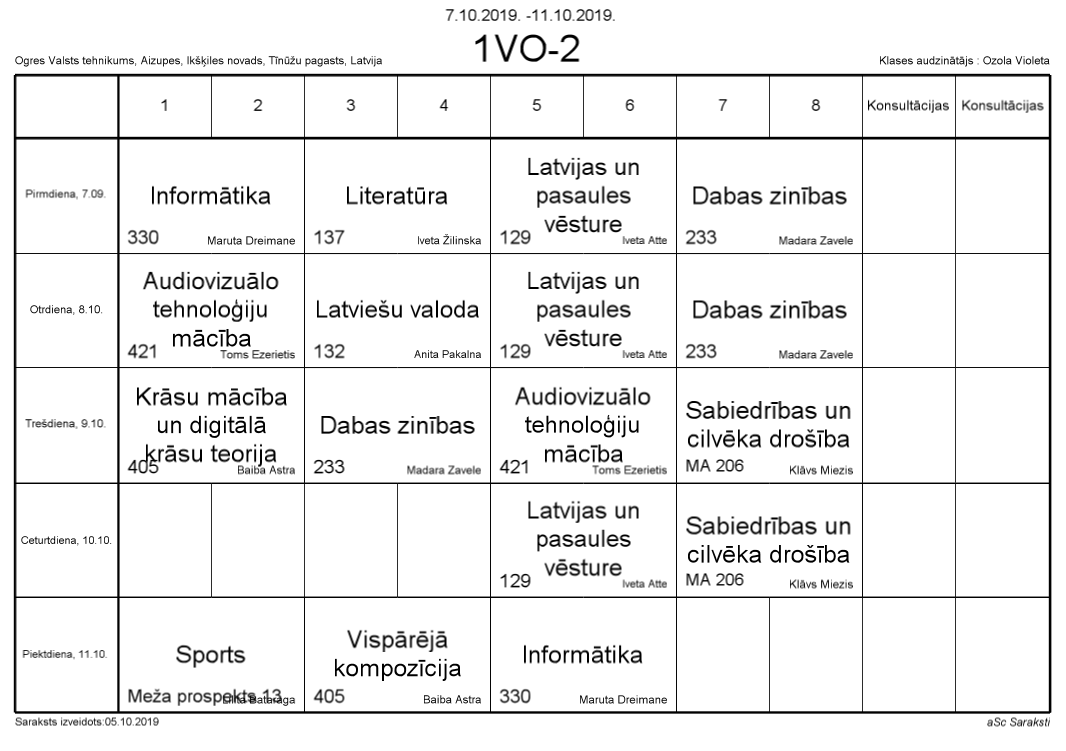 7.10.2019. -11.10.2019.
1VO-2
Ogres Valsts tehnikums, Aizupes, Ikšķiles novads, Tīnūžu pagasts, Latvija
Klases audzinātājs : Ozola Violeta
1 2 3 4 5 6 7 8 Konsultācijas Konsultācijas
Pirmdiena, 7.09.
Informātika
330 Maruta Dreimane
Literatūra
137 Iveta Žilinska
Latvijas un
pasaules
vēsture
129 Iveta Atte
Dabas zinības
233 Madara Zavele
Otrdiena, 8.10.
Audiovizuālo
tehnoloģiju
mācība
421 Toms Ezerietis
Latviešu valoda
132 Anita Pakalna
Latvijas un
pasaules
vēsture
129 Iveta Atte
Dabas zinības
233 Madara Zavele
Trešdiena, 9.10.
Krāsu mācība
un digitālā
krāsu teorija
405 Baiba Astra
Dabas zinības
233 Madara Zavele
Audiovizuālo
tehnoloģiju
mācība
421 Toms Ezerietis
Sabiedrības un
cilvēka drošība
MA 206 Klāvs Miezis
Ceturtdiena, 10.10.
Latvijas un
pasaules
vēsture
129 Iveta Atte
Sabiedrības un
cilvēka drošība
MA 206 Klāvs Miezis
Piektdiena, 11.10.
Sports
Meža prospekts 13
Vispārējā
kompozīcija
405 Baiba Astra
Informātika
330 Maruta Dreimane
Saraksts izveidots:05.10.2019
aSc Saraksti